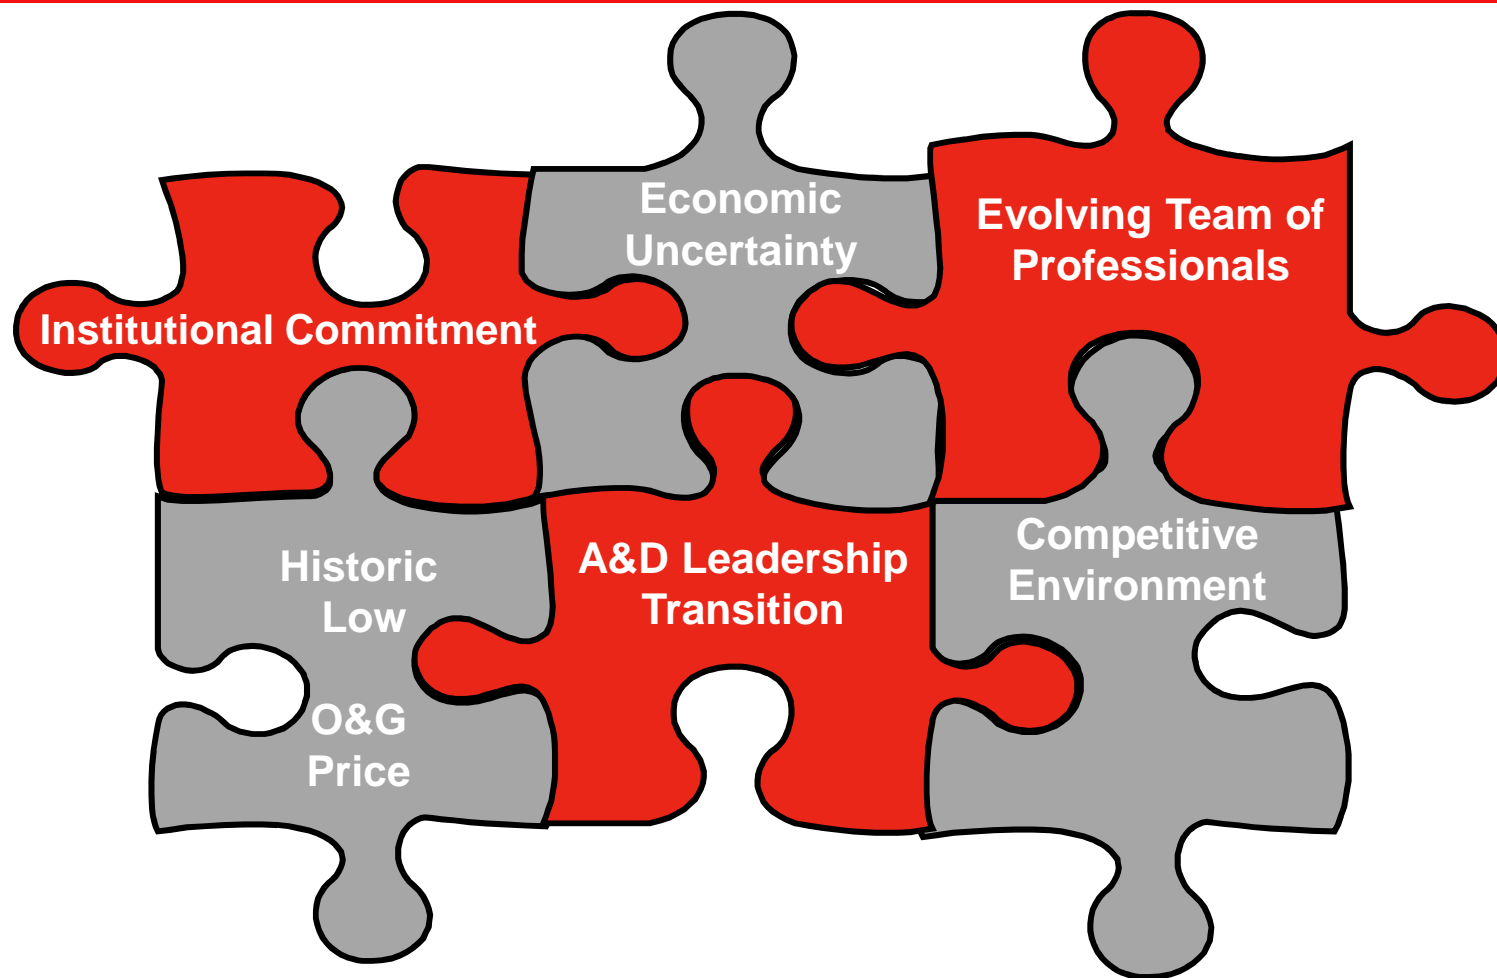 Economic
Uncertainty
Evolving Team of
Professionals
Institutional Commitment
Historic
Low
O&G
Price
A&D Leadership
Transition
Competitive
Environment